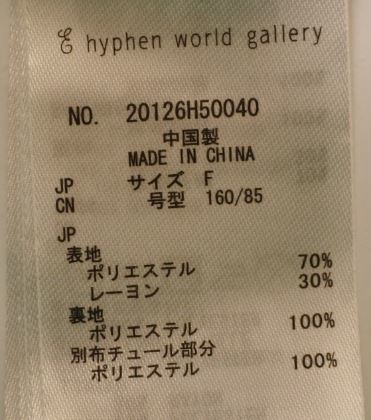 E hyphen world gallery
NO. 20126H50040
中国製
MADE IN CHINA
JP サイズ F
CN 号型 160/85
JP
表地
ポリエステル 70%
レーヨン 30%
裏地
ポリエステル 100%
別布チュール部分
ポリエステル 100%